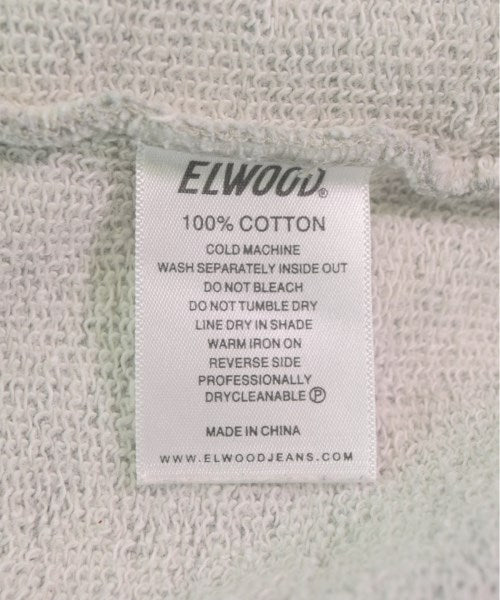 ELWOOD®
100% COTTON
COLD MACHINE
WASH SEPARATELY INSIDE OUT
DO NOT BLEACH
DO NOT TUMBLE DRY
LINE DRY IN SHADE
WARM IRON ON
REVERSE SIDE
PROFESSIONALLY
DRYCLEANABLE Ⓟ
MADE IN CHINA
WWW.ELWOODJEANS.COM